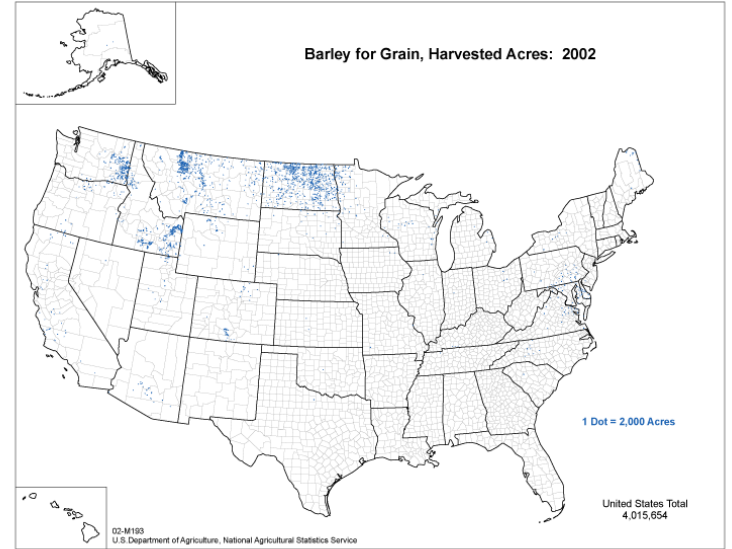 Barley for Grain, Harvested Acres: 2002
1 Dot = 2,000 Acres
United States Total
4,015,654
02-M193
U.S.Department of Agriculture, National Agricultural Statistics Service